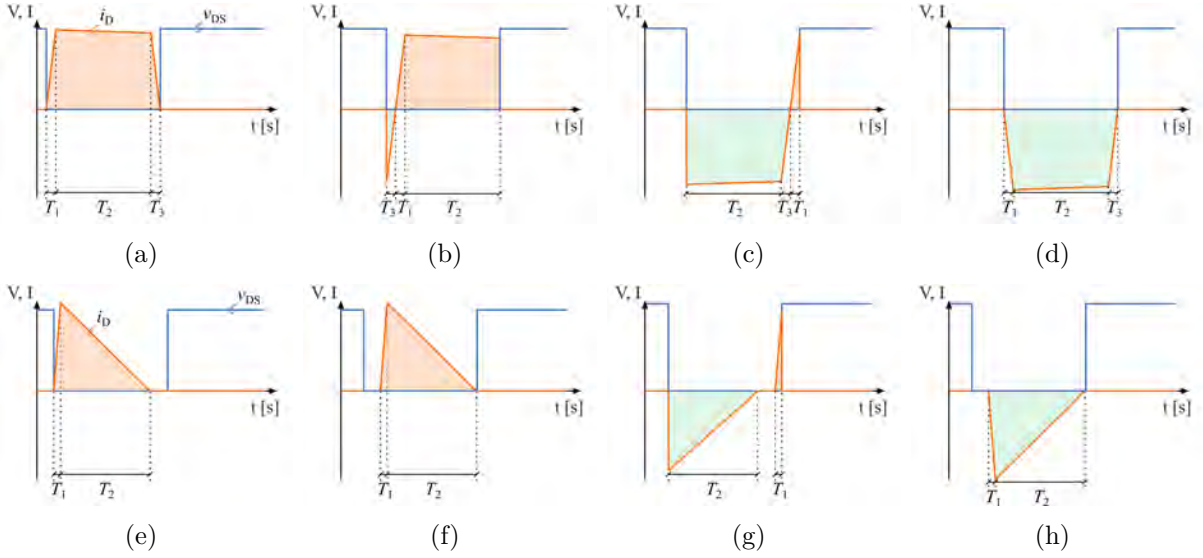 V, I i_D v_DS V, I V, I V, I
t [s] t [s] t [s] t [s]
T_1 T_2 T_3 T_3 T_1 T_2 T_2 T_3 T_1 T_1 T_2 T_3
(a) (b) (c) (d)
V, I i_D v_DS V, I V, I V, I
t [s] t [s] t [s] t [s]
T_1 T_2 T_1 T_2 T_2 T_1 T_1 T_2
(e) (f) (g) (h)